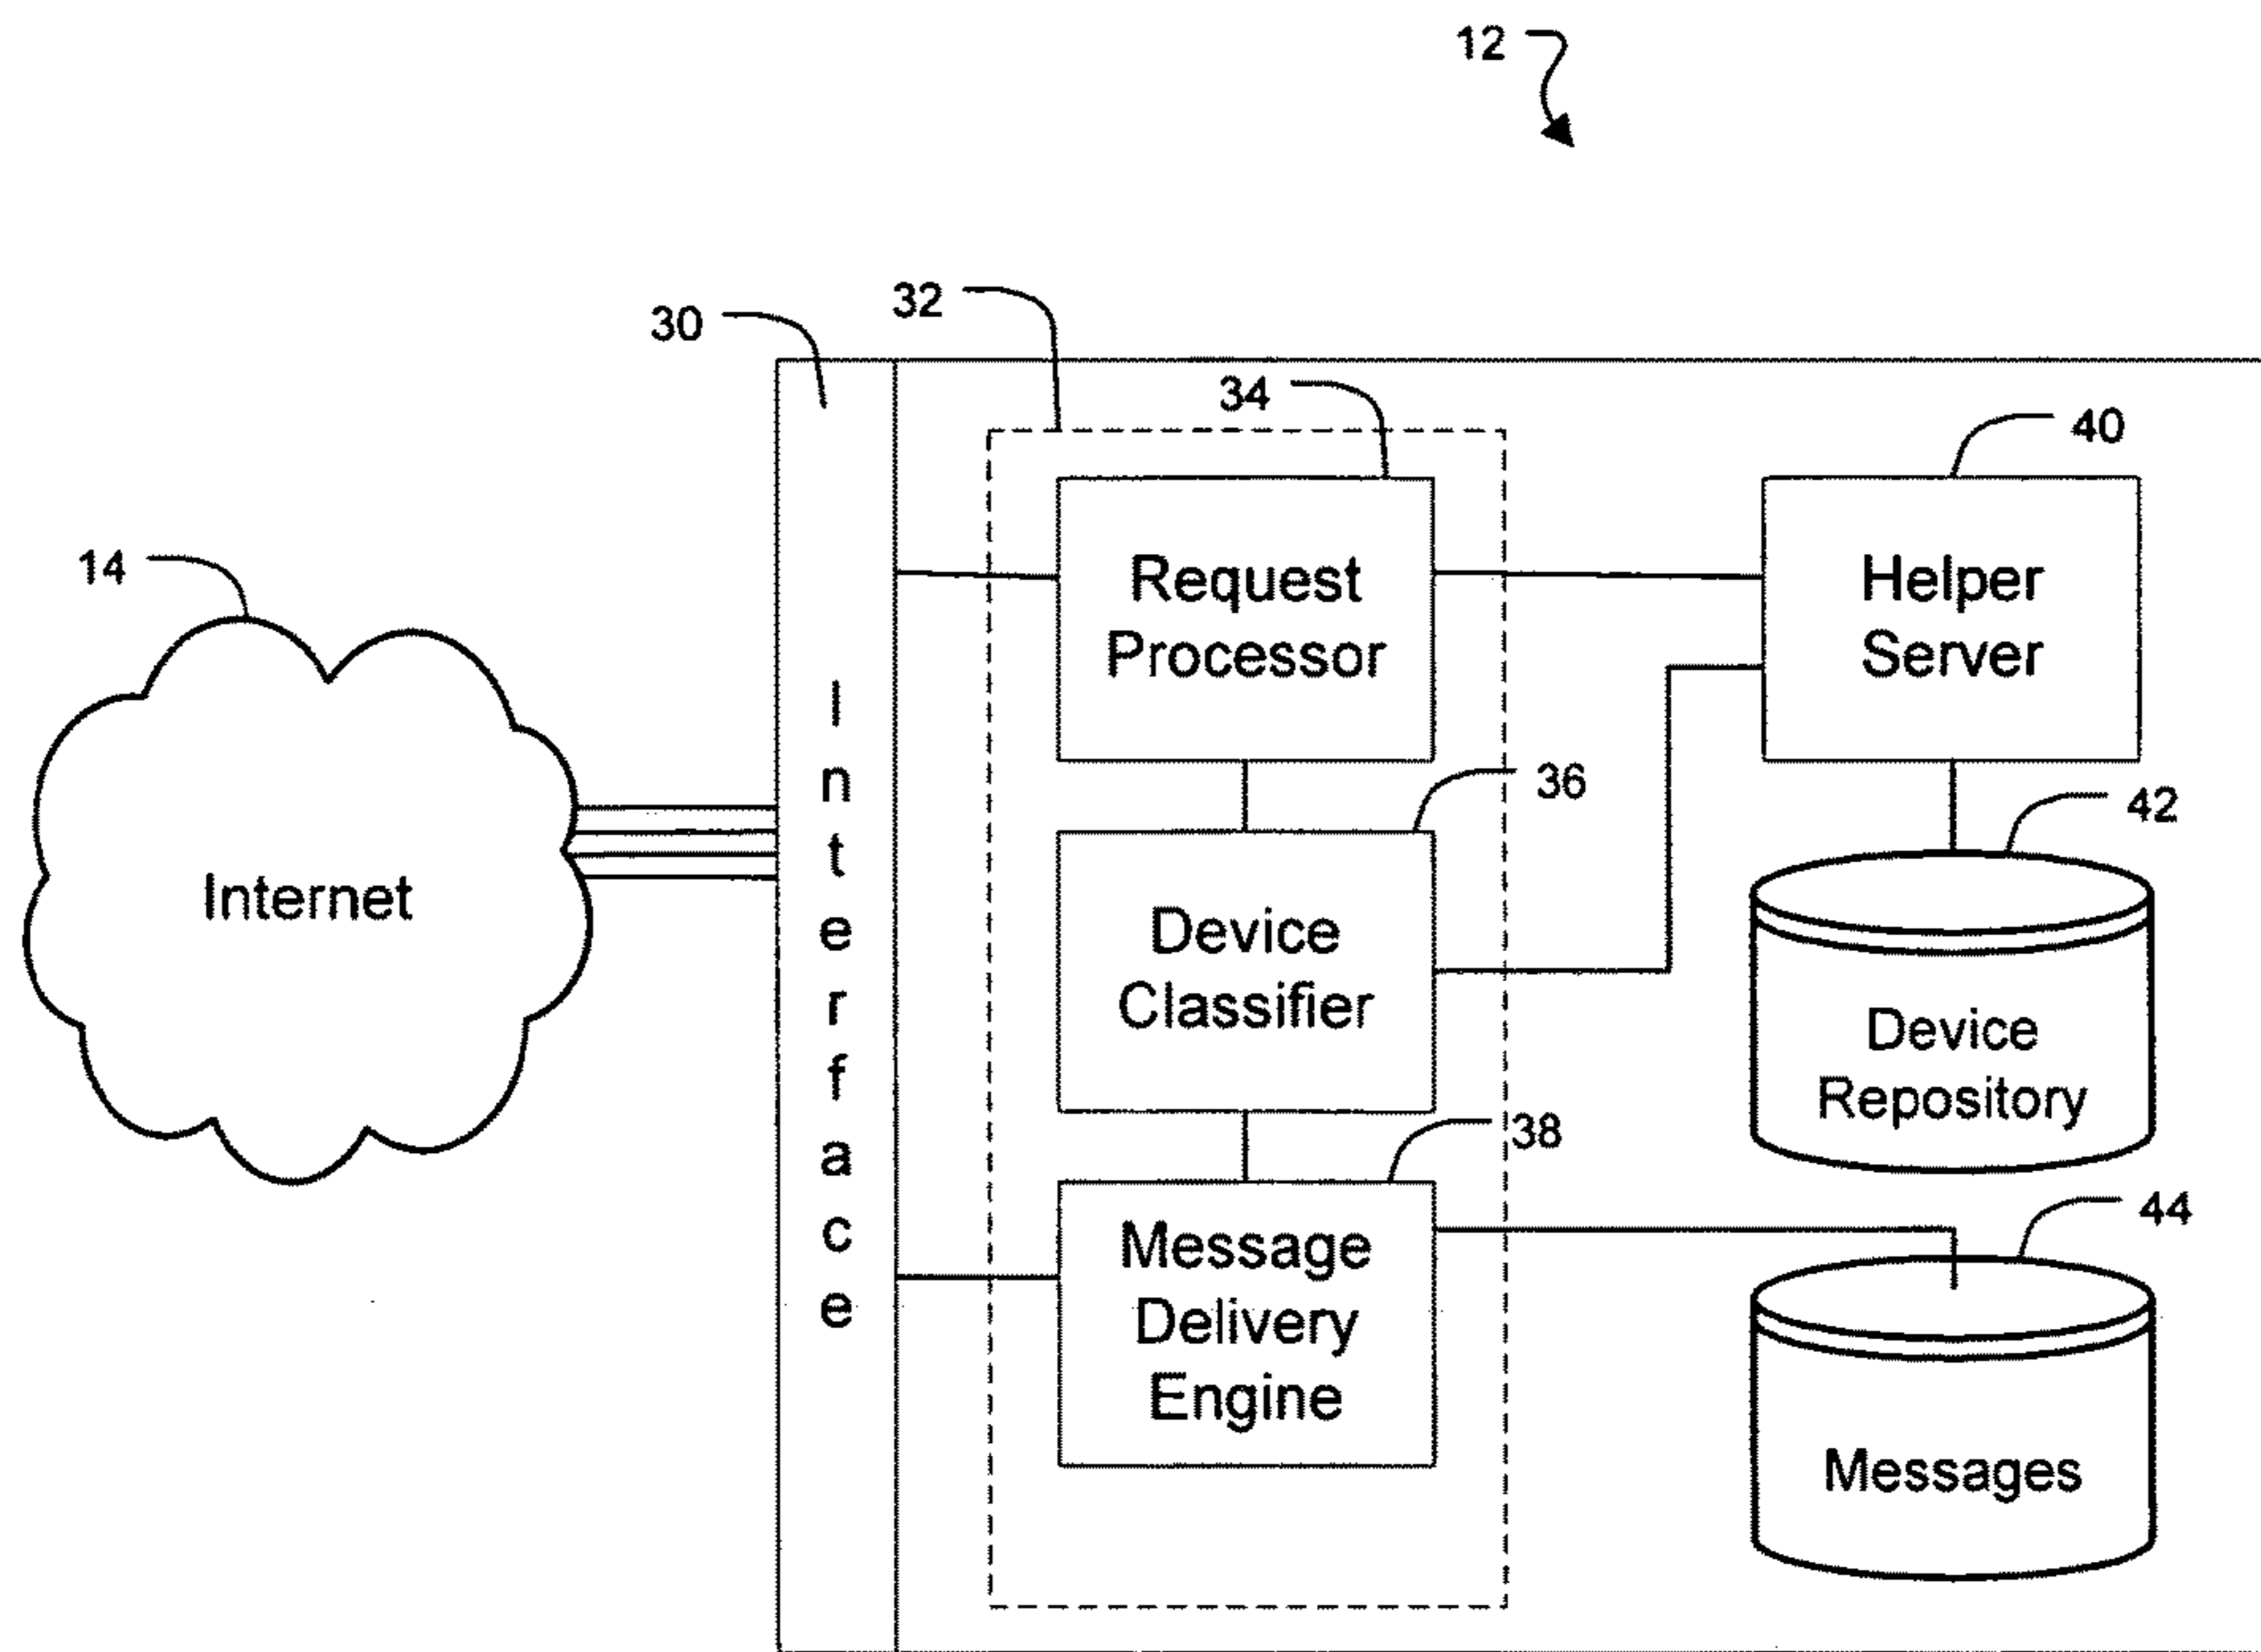 12
32
30
34
40
14
Request
Processor
Helper
Server
36
42
Internet
Interface
Device
Classifier
Device
Repository
38
44
Message
Delivery
Engine
Messages